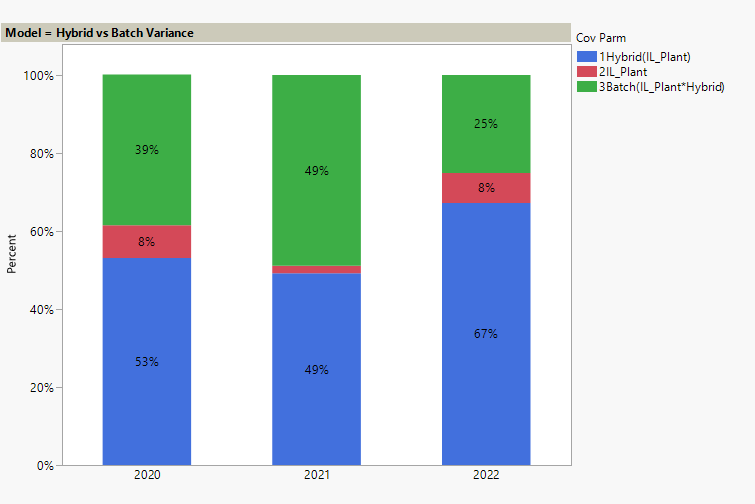 Model = Hybrid vs Batch Variance
Cov Parm
1Hybrid(IL_Plant)
2IL_Plant
3Batch(IL_Plant*Hybrid)
Percent
100%
80%
60%
40%
20%
0%
39%
8%
53%
49%
49%
25%
8%
67%
2020
2021
2022